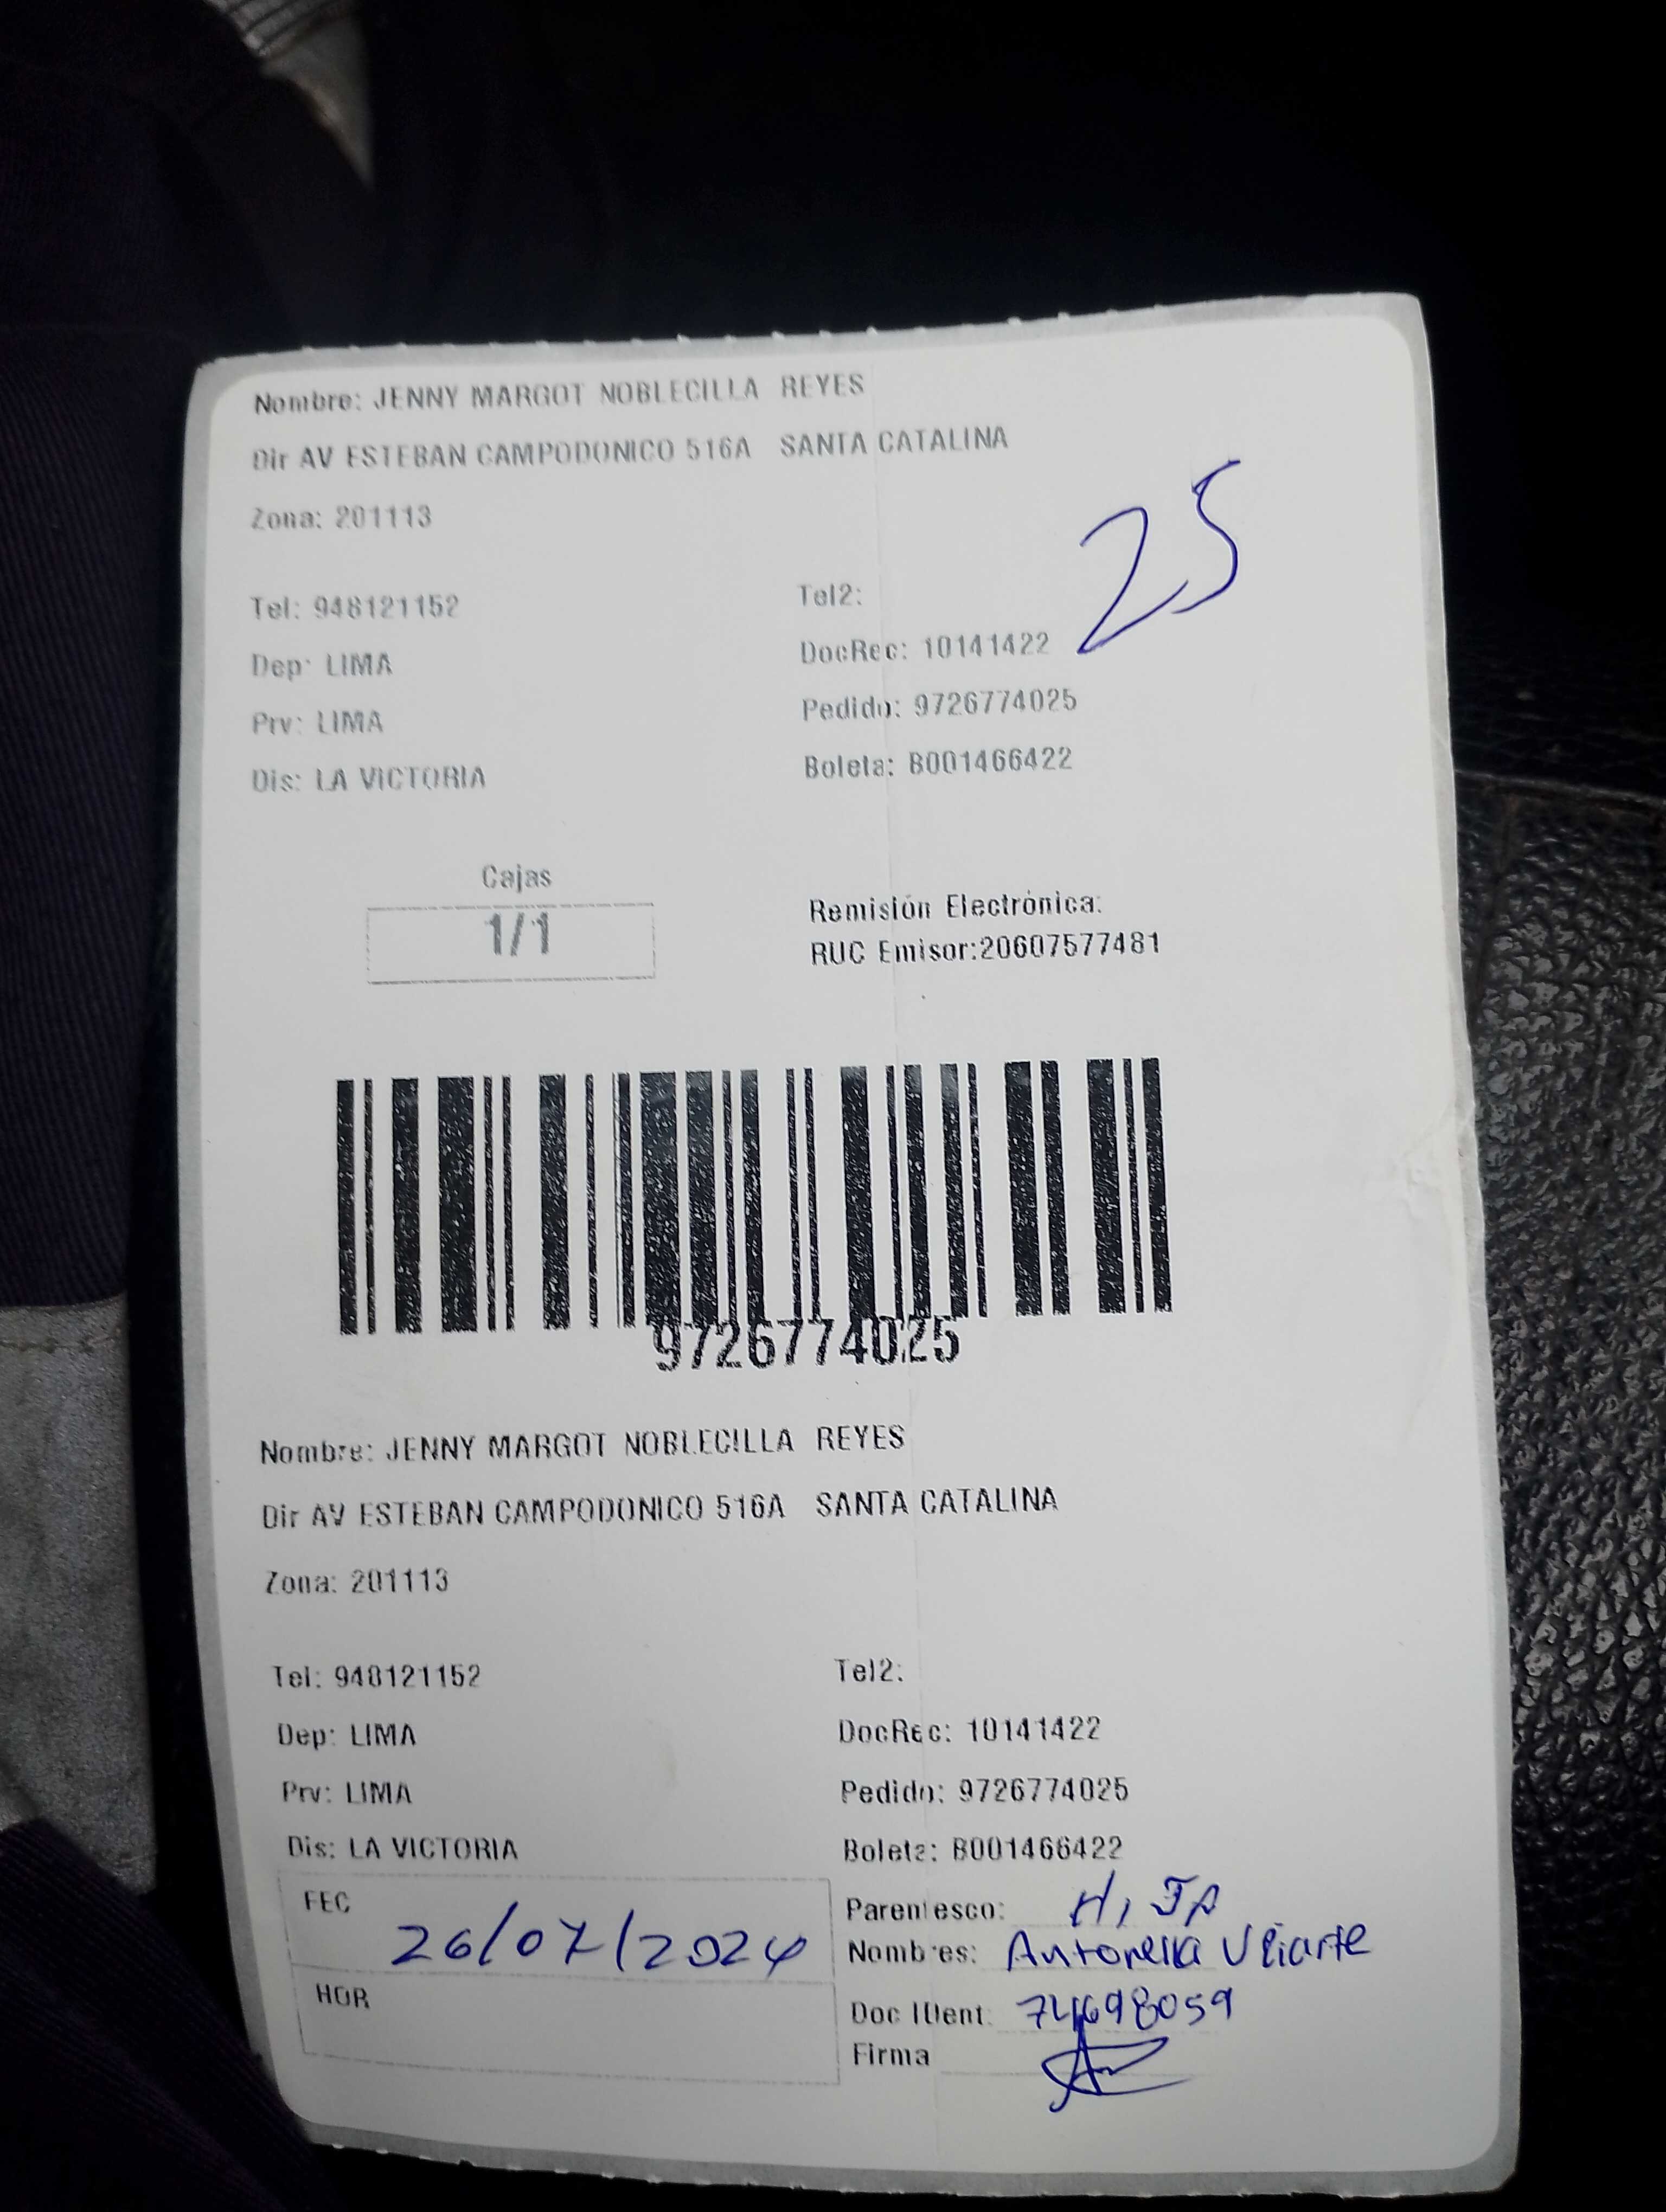 Nombre: JENNY MARGOT NOBLECILLA REYES
Dir AV ESTEBAN CAMPODONICO 516A SANTA CATALINA
Zona: 201113
25
Tel: 948121152
Tel2:
Dep: LIMA
DocRec: 10141422
Prv: LIMA
Pedido: 9726774025
Dis: LA VICTORIA
Boleta: B001466422
Cajas
1/1
Remisión Electrónica:
RUC Emisor:20607577481
9726774025
Nombre: JENNY MARGOT NOBLECILLA REYES
Dir AV ESTEBAN CAMPODONICO 516A SANTA CATALINA
Zona: 201113
Tel: 948121152
Tel2:
Dep: LIMA
DocRec: 10141422
Prv: LIMA
Pedido: 9726774025
Dis: LA VICTORIA
Boleta: B001466422
FEC 26/07/2024
HOR
Parentesco: HIJA
Nombres: Antonella
Doc IDent: 74698059
Firma